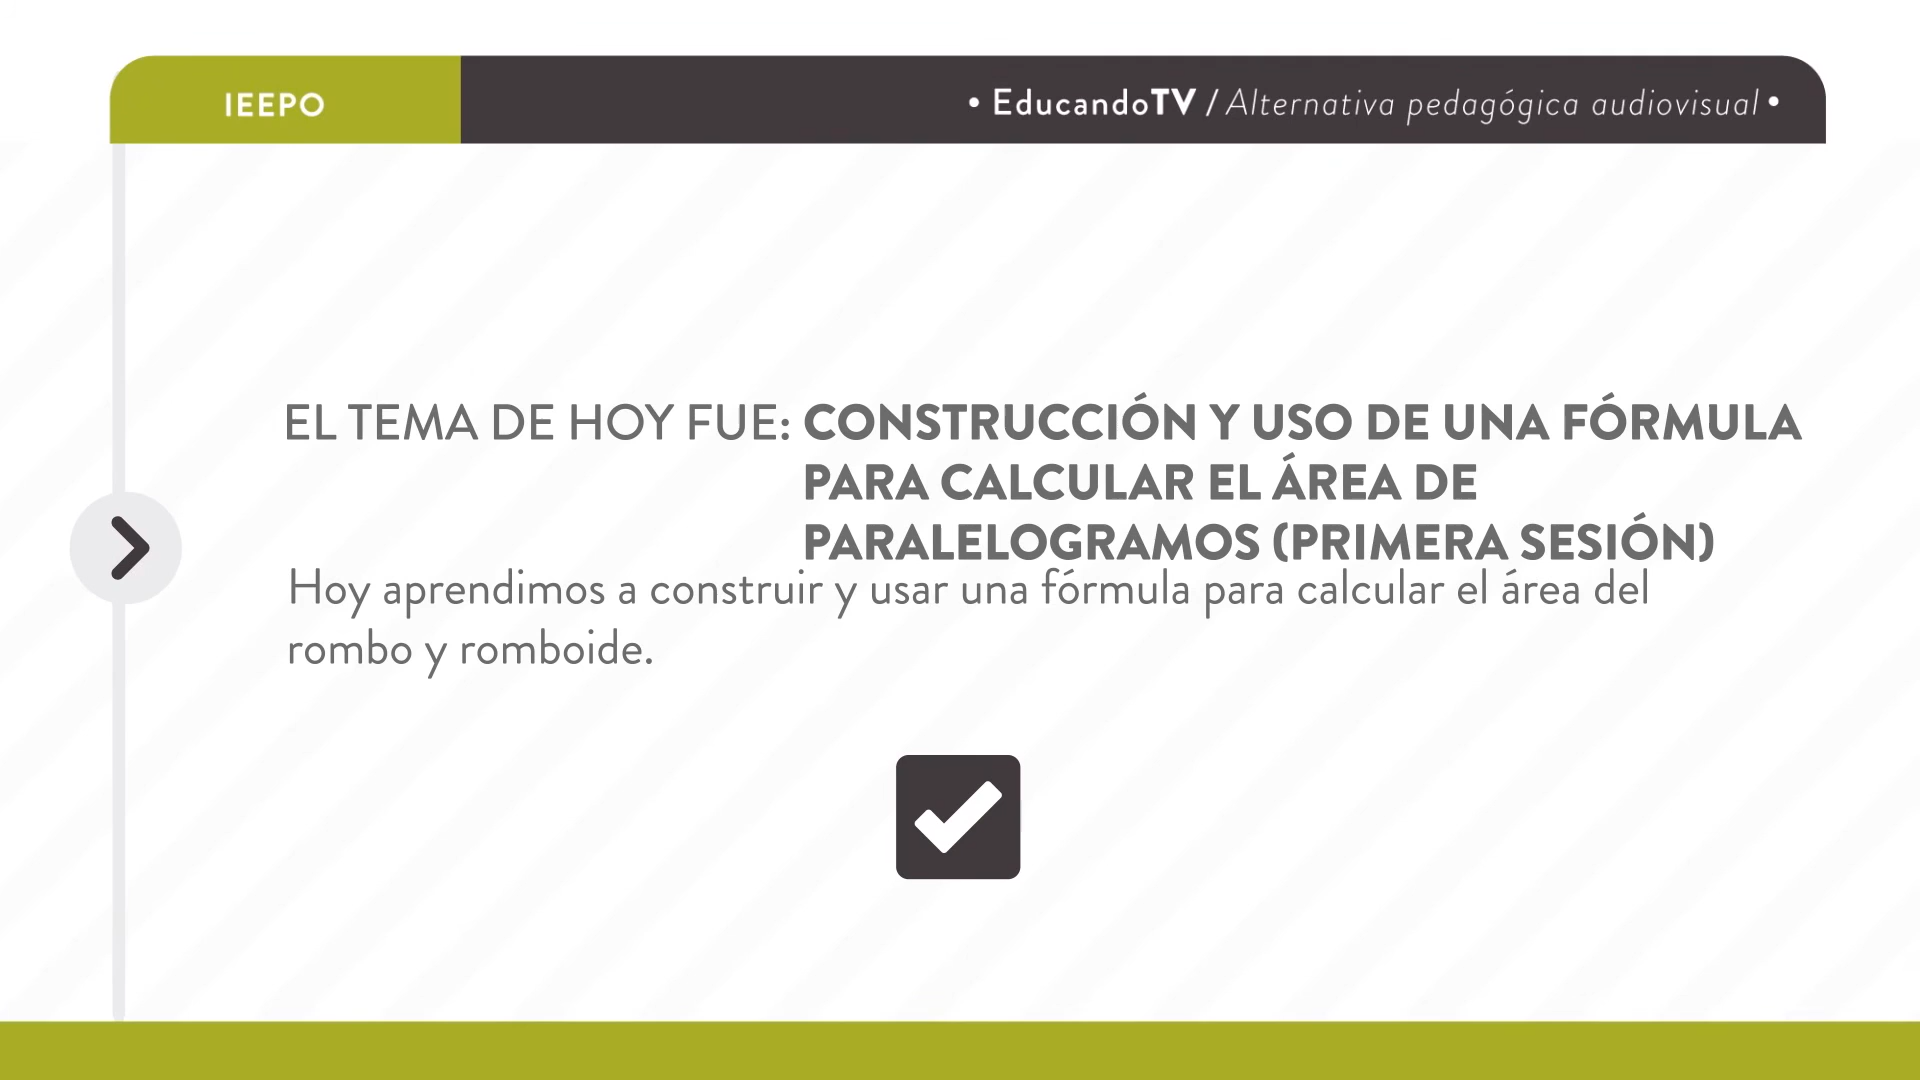 IEEPO
• EducandoTV / Alternativa pedagógica audiovisual •
EL TEMA DE HOY FUE: CONSTRUCCIÓN Y USO DE UNA FÓRMULA
PARA CALCULAR EL ÁREA DE
PARALELOGRAMOS (PRIMERA SESIÓN)
Hoy aprendimos a construir y usar una fórmula para calcular el área del
rombo y romboide.